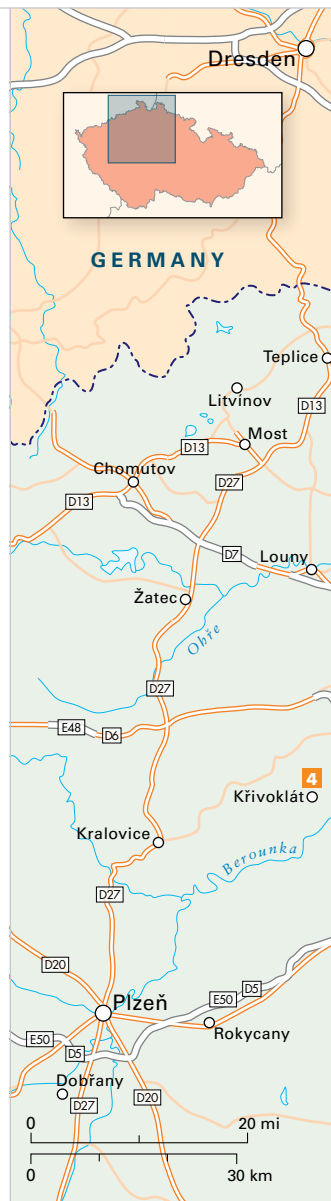 Dresden
GERMANY
Teplice
Litvínov
D13
Most
D13
Chomutov
D27
D13
D7
Louny
Žatec
Ohře
D27
E48
D6
4
Křivoklát
Kralovice
Berounka
D27
D20
D5
E50
Plzeň
Rokycany
E50
D5
Dobřany
D27
D20
0 20 mi
0 30 km